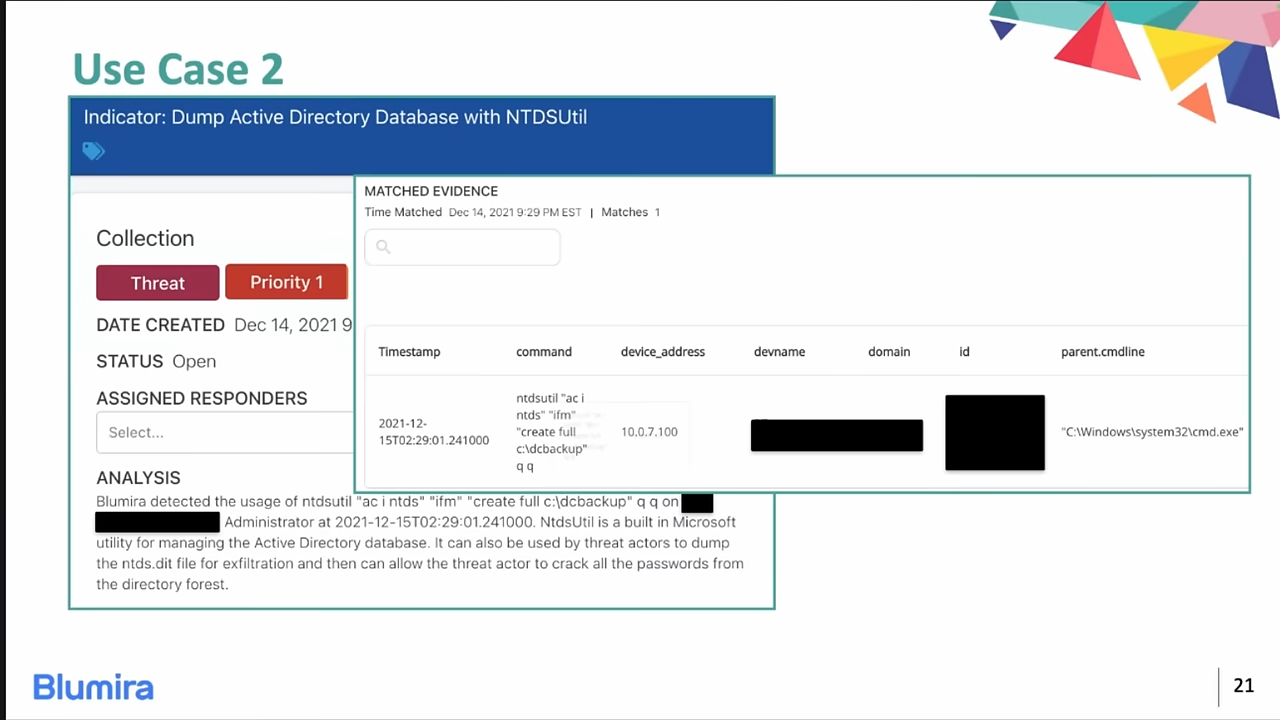 Use Case 2
Indicator: Dump Active Directory Database with NTDSUtil
Collection
Threat
Priority 1
DATE CREATED Dec 14, 2021 9
STATUS Open
ASSIGNED RESPONDERS
Select...
ANALYSIS
Blumira detected the usage of ntdsutil "ac i ntds" "ifm" "create full c:\dcbackup" q q on
Administrator at 2021-12-15T02:29:01.241000. NtdsUtil is a built in Microsoft
utility for managing the Active Directory database. It can also be used by threat actors to dump
the ntds.dit file for exfiltration and then can allow the threat actor to crack all the passwords from
the directory forest.
MATCHED EVIDENCE
Time Matched Dec 14, 2021 9:29 PM EST | Matches 1
Timestamp command device_address devname domain id parent.cmdline
2021-12-
15T02:29:01.241000
ntdsutil "ac i
ntds" "ifm"
"create full
c:\dcbackup"
q q
10.0.7.100
"C:\Windows\system32\cmd.exe"
Blumira
21